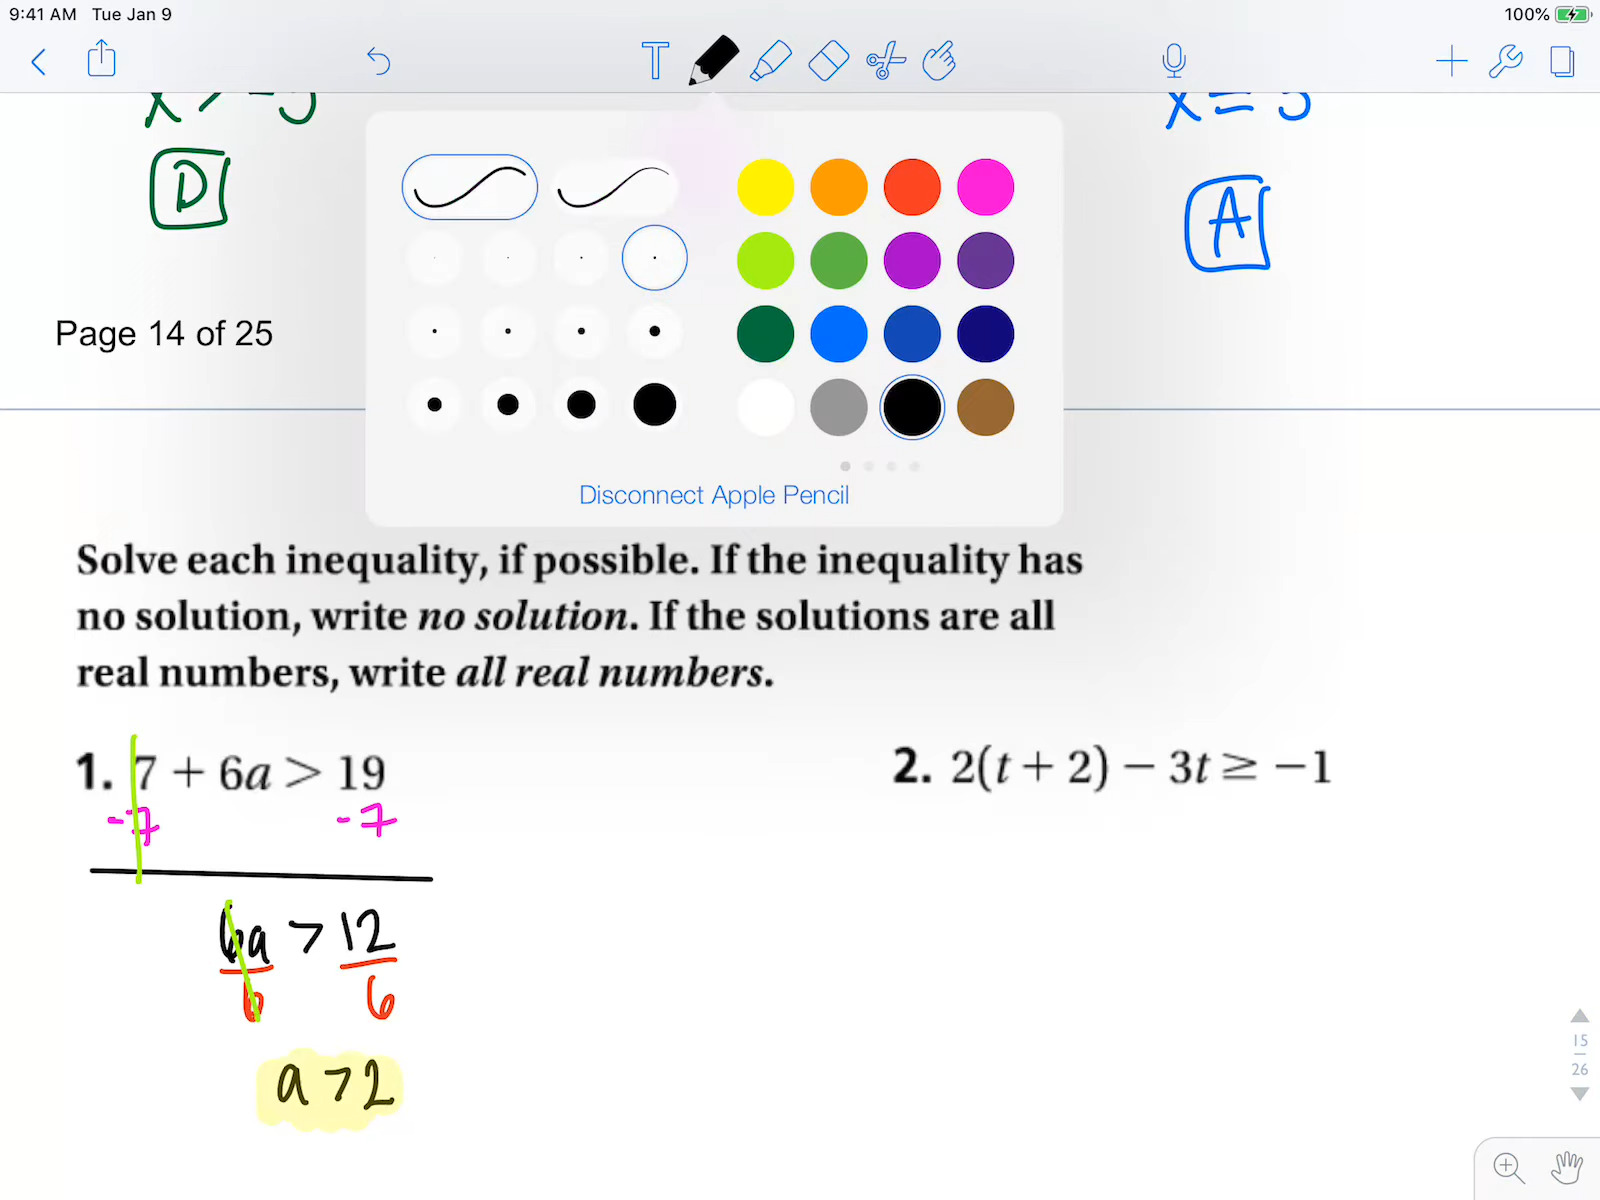 9:41 AM Tue Jan 9 100%
T
D
A
Page 14 of 25
Disconnect Apple Pencil
Solve each inequality, if possible. If the inequality has
no solution, write no solution. If the solutions are all
real numbers, write all real numbers.
1. 7 + 6a > 19
-7 -7
6a > 12
6 6
a > 2
2. 2(t + 2) − 3t ≥ −1
15
26